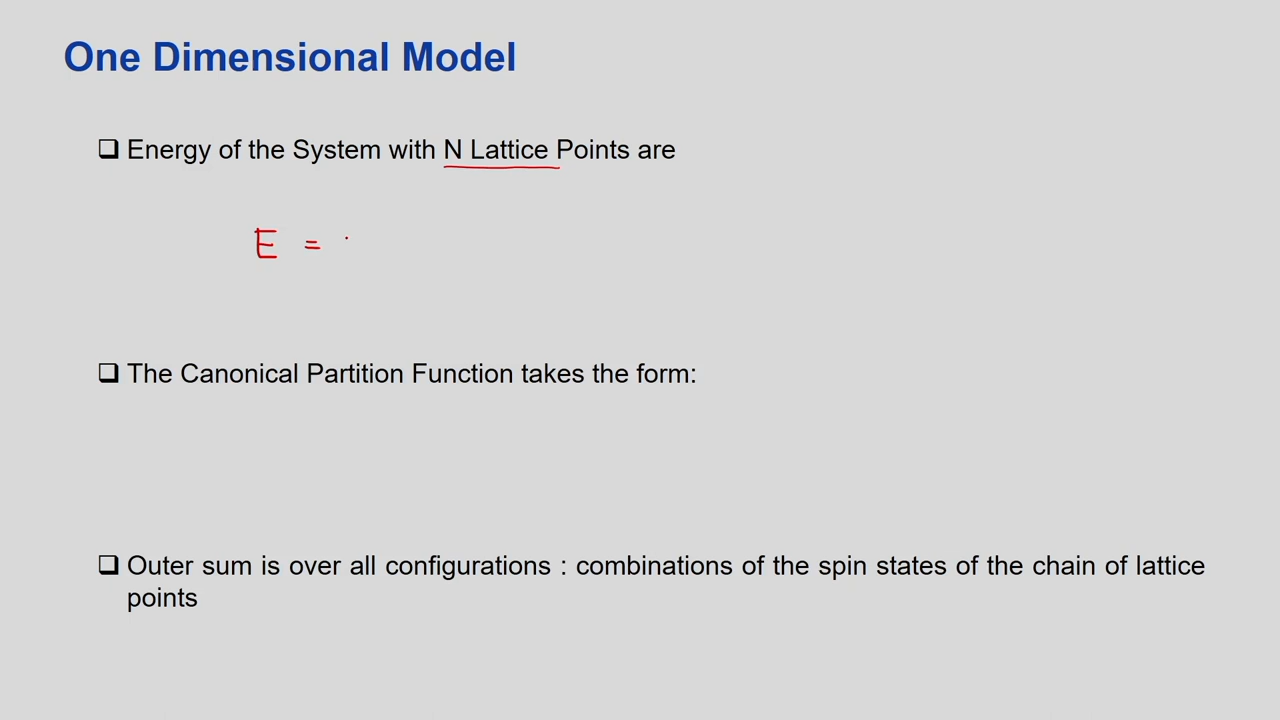 One Dimensional Model
❑ Energy of the System with N Lattice Points are
E =
❑ The Canonical Partition Function takes the form:
❑ Outer sum is over all configurations : combinations of the spin states of the chain of lattice
points